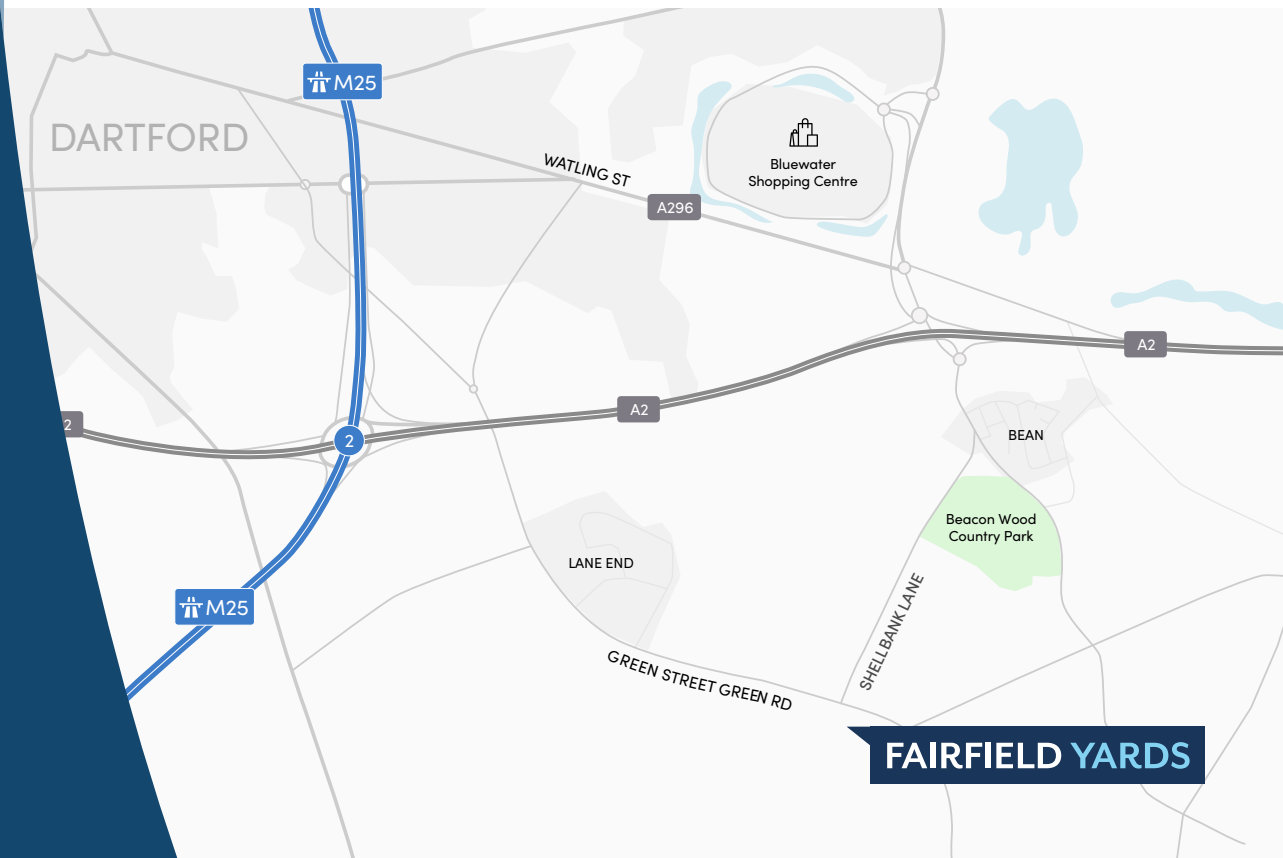 M25
DARTFORD
WATLING ST
Bluewater
Shopping Centre
A296
A2
A2
2
2
BEAN
Beacon Wood
Country Park
LANE END
M25
SHELLBANK LANE
GREEN STREET GREEN RD
FAIRFIELD YARDS